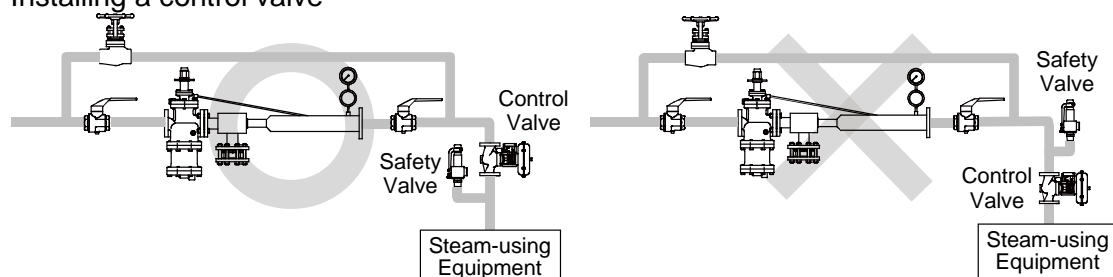 Installing a control valve
Control
Valve
Safety
Valve
Steam-using
Equipment
Safety
Valve
Control
Valve
Steam-using
Equipment